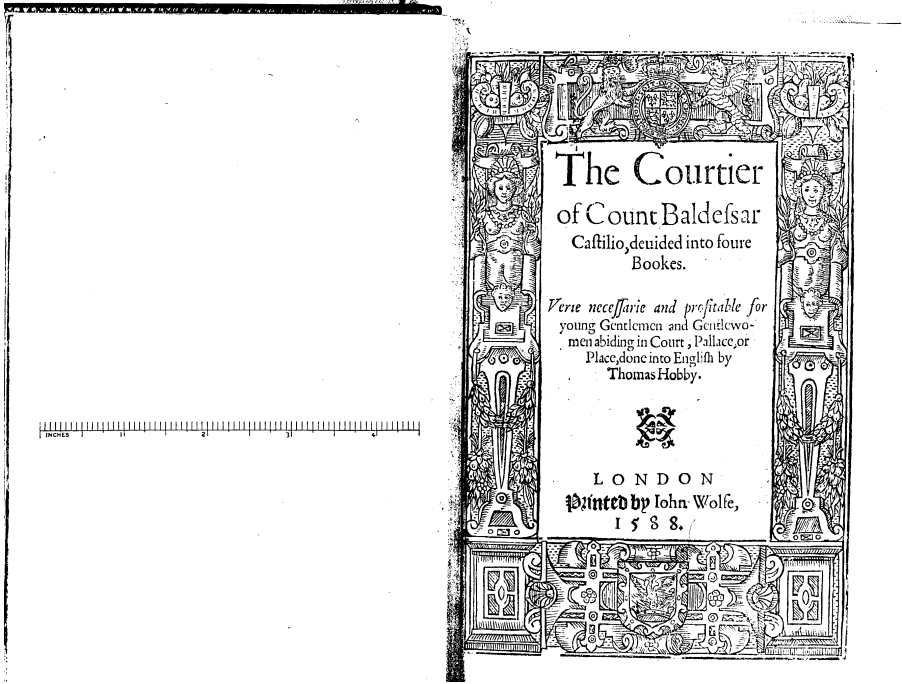 INCHES 1 2 3 4
The Courtier
of Count Baldeſsar
Caſtilio,deuided into foure
Bookes.
Verie neceſſarie and profitable for
young Gentlemen and Gentlewo-
men abiding in Court , Pallace,or
Place,done into Engliſh by
Thomas Hobby.
LONDON
Printed by Iohn Wolfe,
1588.